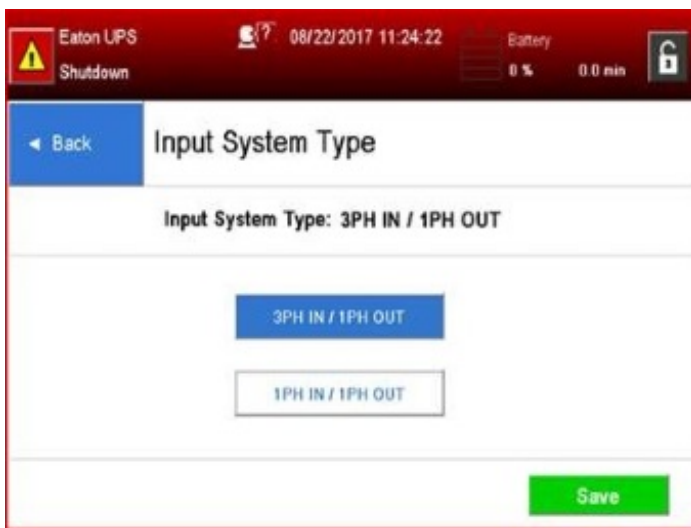 Eaton UPS
Shutdown
08/22/2017 11:24:22
Battery
0 % 0.0 min
◄ Back
Input System Type
Input System Type: 3PH IN / 1PH OUT
3PH IN / 1PH OUT
1PH IN / 1PH OUT
Save